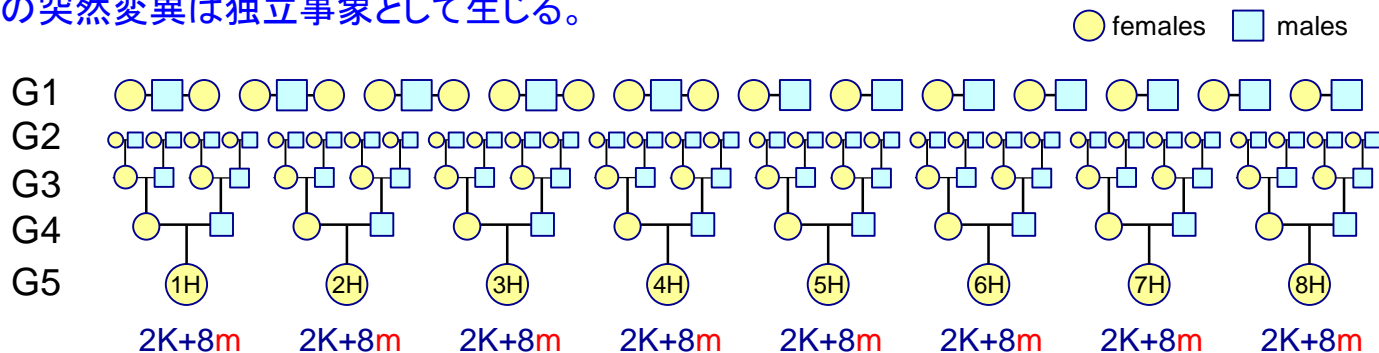 の突然変異は独立事象として生じる。
females males
G1
G2
G3
G4
G5
1H 2H 3H 4H 5H 6H 7H 8H
2K+8m 2K+8m 2K+8m 2K+8m 2K+8m 2K+8m 2K+8m 2K+8m